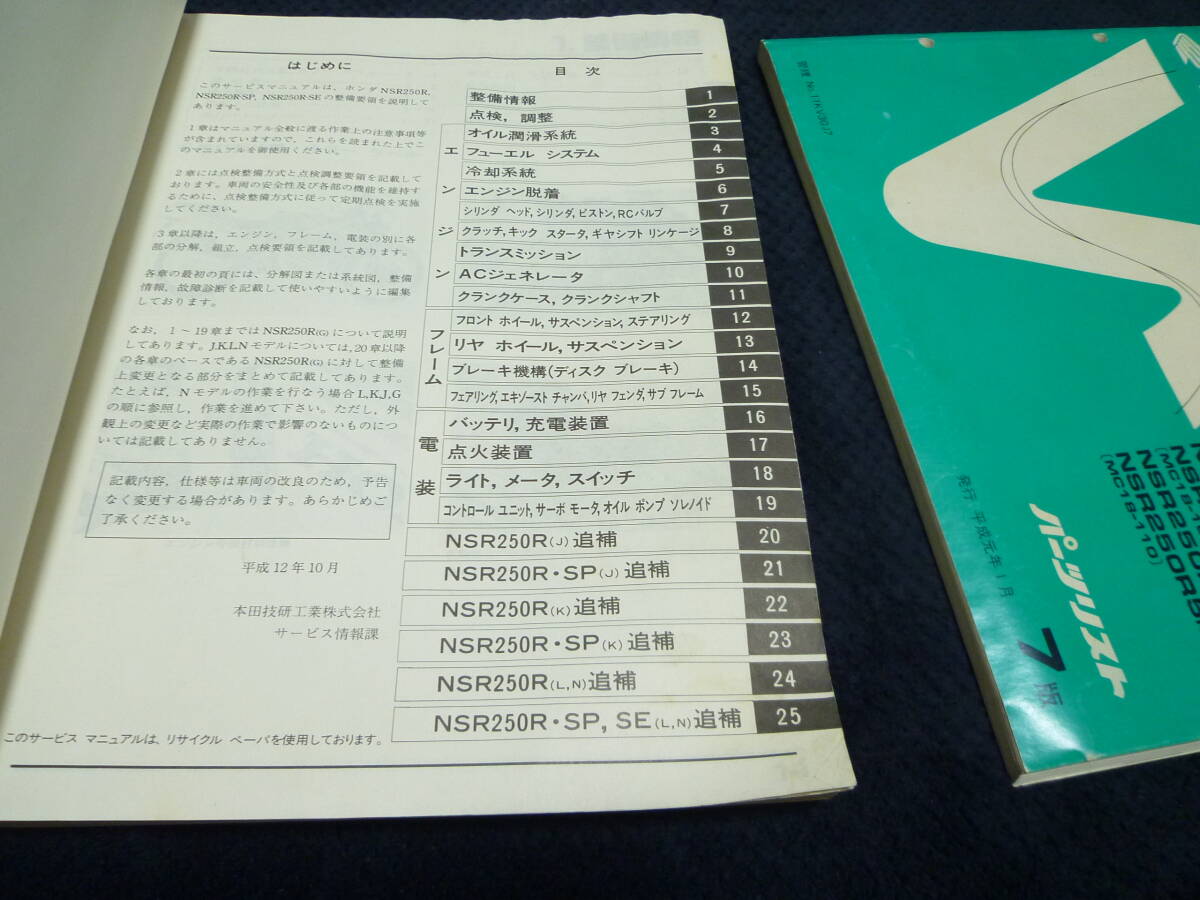 はじめに
このサービスマニュアルは、ホンダNSR250R,
NSR250R·SP, NSR250R·SEの整備要領を説明して
あります。
1章はマニュアル全般に渡る作業上の注意事項等
が含まれていますので、これらを読まれた上でこ
のマニュアルを御使用ください。
2章には点検整備方式と点検調整要領を記載して
おります。車両の安全性及び各部の機能を維持す
るために、点検整備方式に従って定期点検を実施
してください。
3章以降は、エンジン、フレーム、電装の別に各
部の分解、組立、点検要領を記載してあります。
各章の最初の頁には、分解図または系統図、整備
情報、故障診断を記載して使いやすいように編集
しております。
なお、1～19章まではNSR250R(G)について説明
してあります。J.K.L.Nモデルについては、20章以降
の各章のベースであるNSR250R(G)に対して整備
上変更となる部分をまとめて記載してあります。
たとえば、Nモデルの作業を行なう場合L,K,J,G
の順に参照し、作業を進めて下さい。ただし、外
観上の変更など実際の作業で影響のないものにつ
いては記載してありません。
記載内容、仕様等は車両の改良のため、予告
なく変更する場合があります。あらかじめご
了承ください。
平成12年10月
本田技研工業株式会社
サービス情報課
このサービス マニュアルは、リサイクル ペーパを使用しております。
目 次
整備情報 1
点検，調整 2
エンジン
オイル潤滑系統 3
フューエル システム 4
冷却系統 5
エンジン脱着 6
シリンダ ヘッド，シリンダ，ピストン，RCバルブ 7
クラッチ，キック スタータ，ギヤシフト リンケージ 8
トランスミッション 9
ACジェネレータ 10
クランクケース，クランクシャフト 11
フレーム
フロント ホイール，サスペンション，ステアリング 12
リヤ ホイール，サスペンション 13
ブレーキ機構(ディスク ブレーキ) 14
フェアリング，エキゾースト チャンバ，リヤ フェンダ，サブ フレーム 15
電装
バッテリ，充電装置 16
点火装置 17
ライト，メータ，スイッチ 18
コントロール ユニット，サーボ モータ，オイル ポンプ ソレノイド 19
NSR250R(J)追補 20
NSR250R·SP(J)追補 21
NSR250R(K)追補 22
NSR250R·SP(K)追補 23
NSR250R(L,N)追補 24
NSR250R·SP, SE(L,N)追補 25
発行 平成元年1月
パーツリスト
7版
(MC18-110)